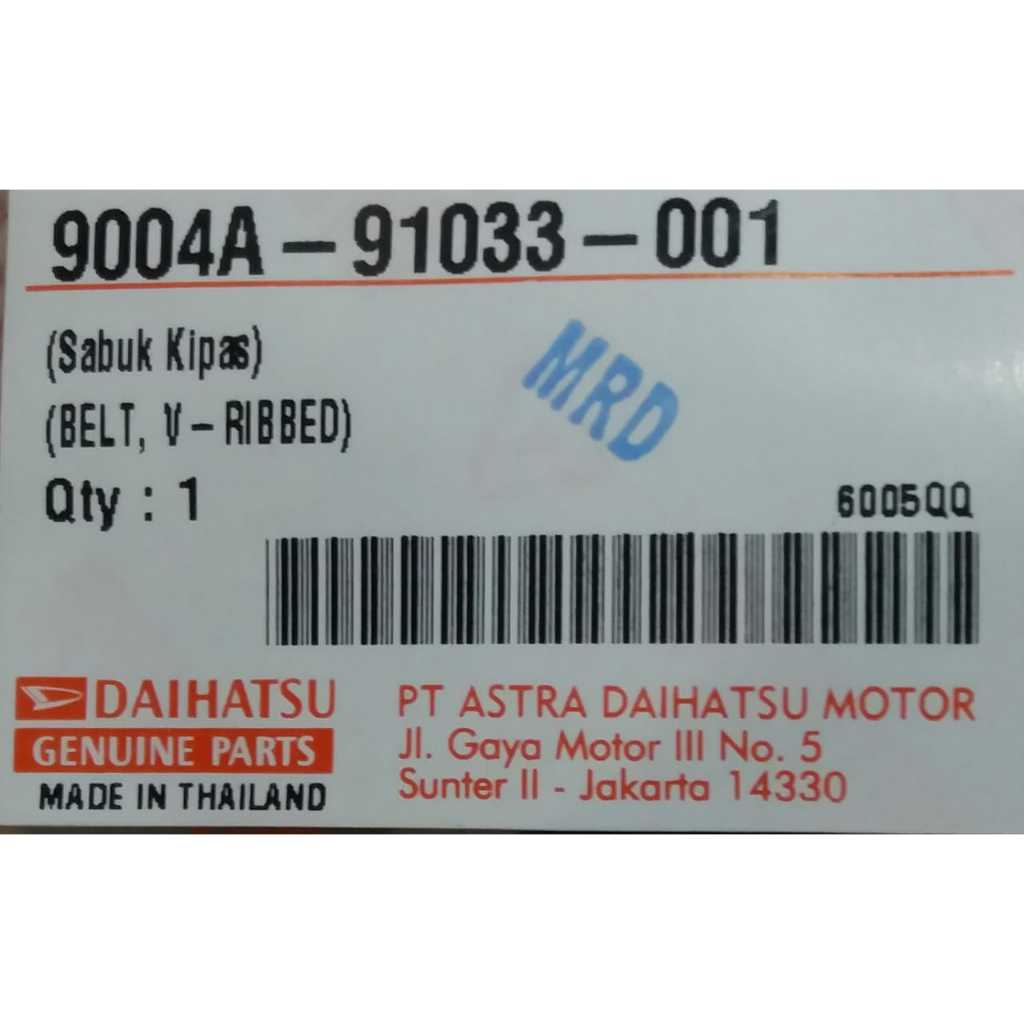 9004A-91033-001
(Sabuk Kipas)
(BELT, V-RIBBED)
MRD
Qty : 1
6005QQ
DAIHATSU
GENUINE PARTS
MADE IN THAILAND
PT ASTRA DAIHATSU MOTOR
Jl. Gaya Motor III No. 5
Sunter II - Jakarta 14330